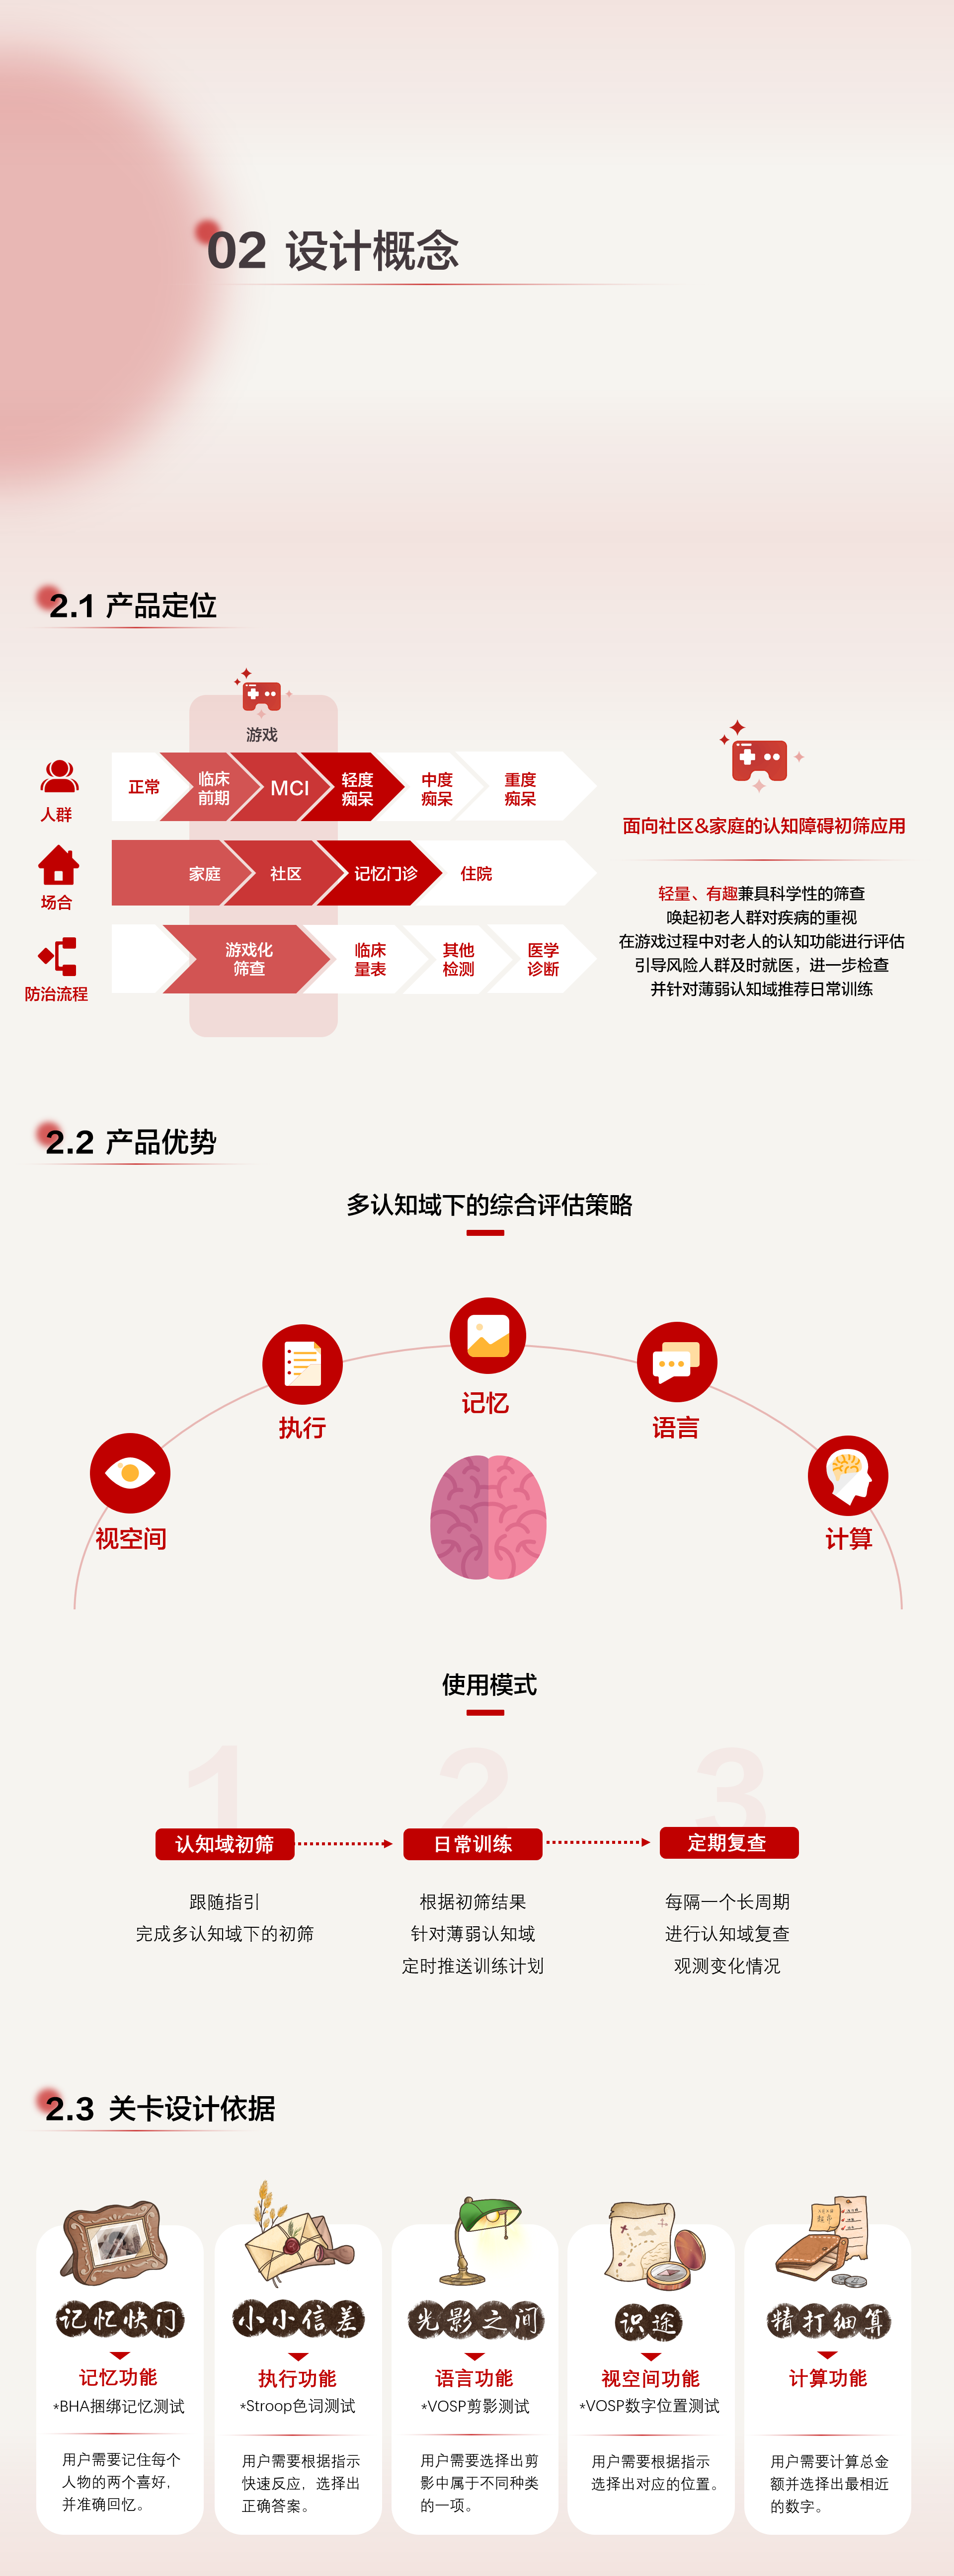 02 设计概念
2.1 产品定位
游戏
人群
正常
临床
前期
MCI
轻度
痴呆
中度
痴呆
重度
痴呆
场合
家庭
社区
记忆门诊
住院
防治流程
游戏化
筛查
临床
量表
其他
检测
医学
诊断
面向社区&家庭的认知障碍初筛应用
轻量、有趣兼具科学性的筛查
唤起初老人群对疾病的重视
在游戏过程中对老人的认知功能进行评估
引导风险人群及时就医，进一步检查
并针对薄弱认知域推荐日常训练
2.2 产品优势
多认知域下的综合评估策略
视空间
执行
记忆
语言
计算
使用模式
1
2
3
认知域初筛
日常训练
定期复查
跟随指引
完成多认知域下的初筛
根据初筛结果
针对薄弱认知域
定时推送训练计划
每隔一个长周期
进行认知域复查
观测变化情况
2.3 关卡设计依据
记忆快门
记忆功能
*BHA捆绑记忆测试
用户需要记住每个
人物的两个喜好，
并准确回忆。
小小信差
执行功能
*Stroop色词测试
用户需要根据指示
快速反应，选择出
正确答案。
光影之间
语言功能
*VOSP剪影测试
用户需要选择出剪
影中属于不同种类
的一项。
识途
视空间功能
*VOSP数字位置测试
用户需要根据指示
选择出对应的位置。
精打细算
计算功能
用户需要计算总金
额并选择出最相近
的数字。